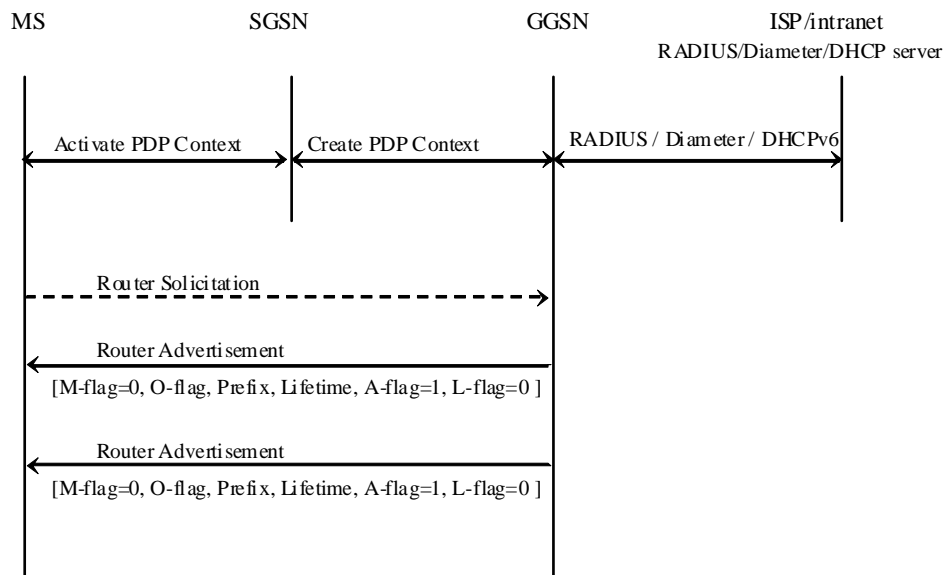 MS SGSN GGSN ISP/intranet
RADIUS/Diameter/DHCP server
Activate PDP Context Create PDP Context RADIUS / Diameter / DHCPv6
Router Solicitation
Router Advertisement
[M-flag=0, O-flag, Prefix, Lifetime, A-flag=1, L-flag=0 ]
Router Advertisement
[M-flag=0, O-flag, Prefix, Lifetime, A-flag=1, L-flag=0 ]